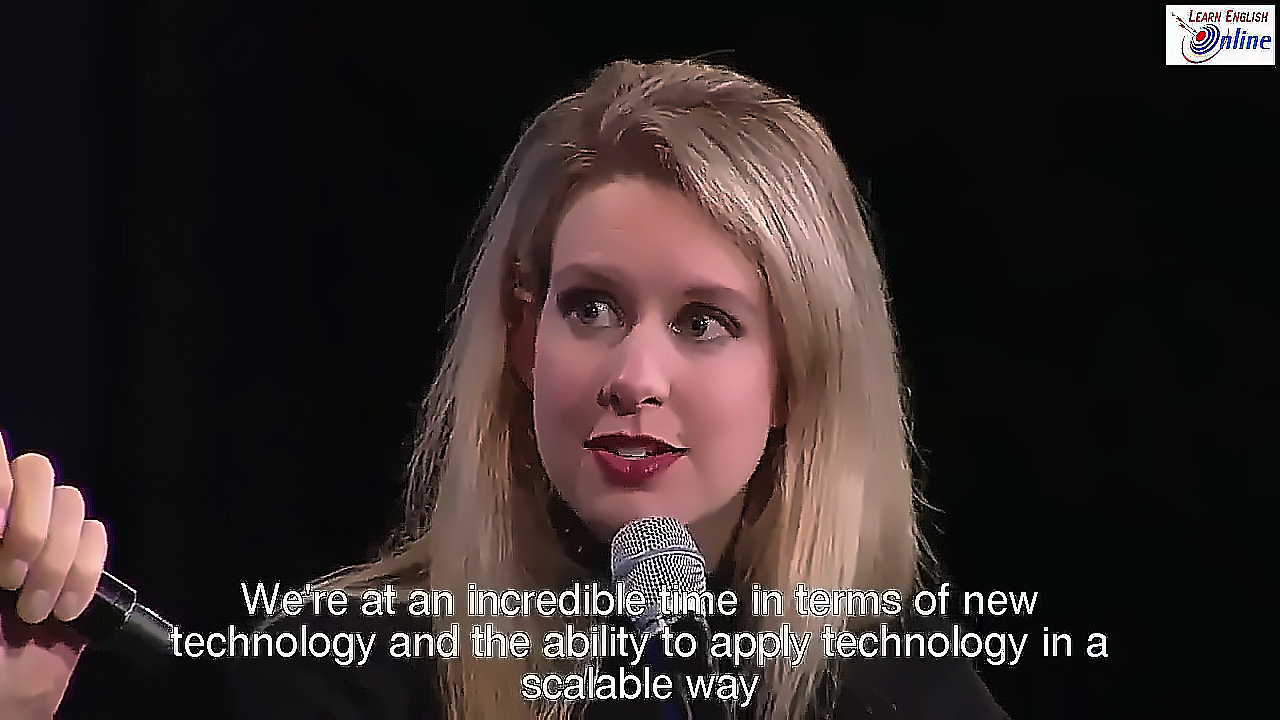 LEARN ENGLISH
Online
We're at an incredible time in terms of new
technology and the ability to apply technology in a
scalable way